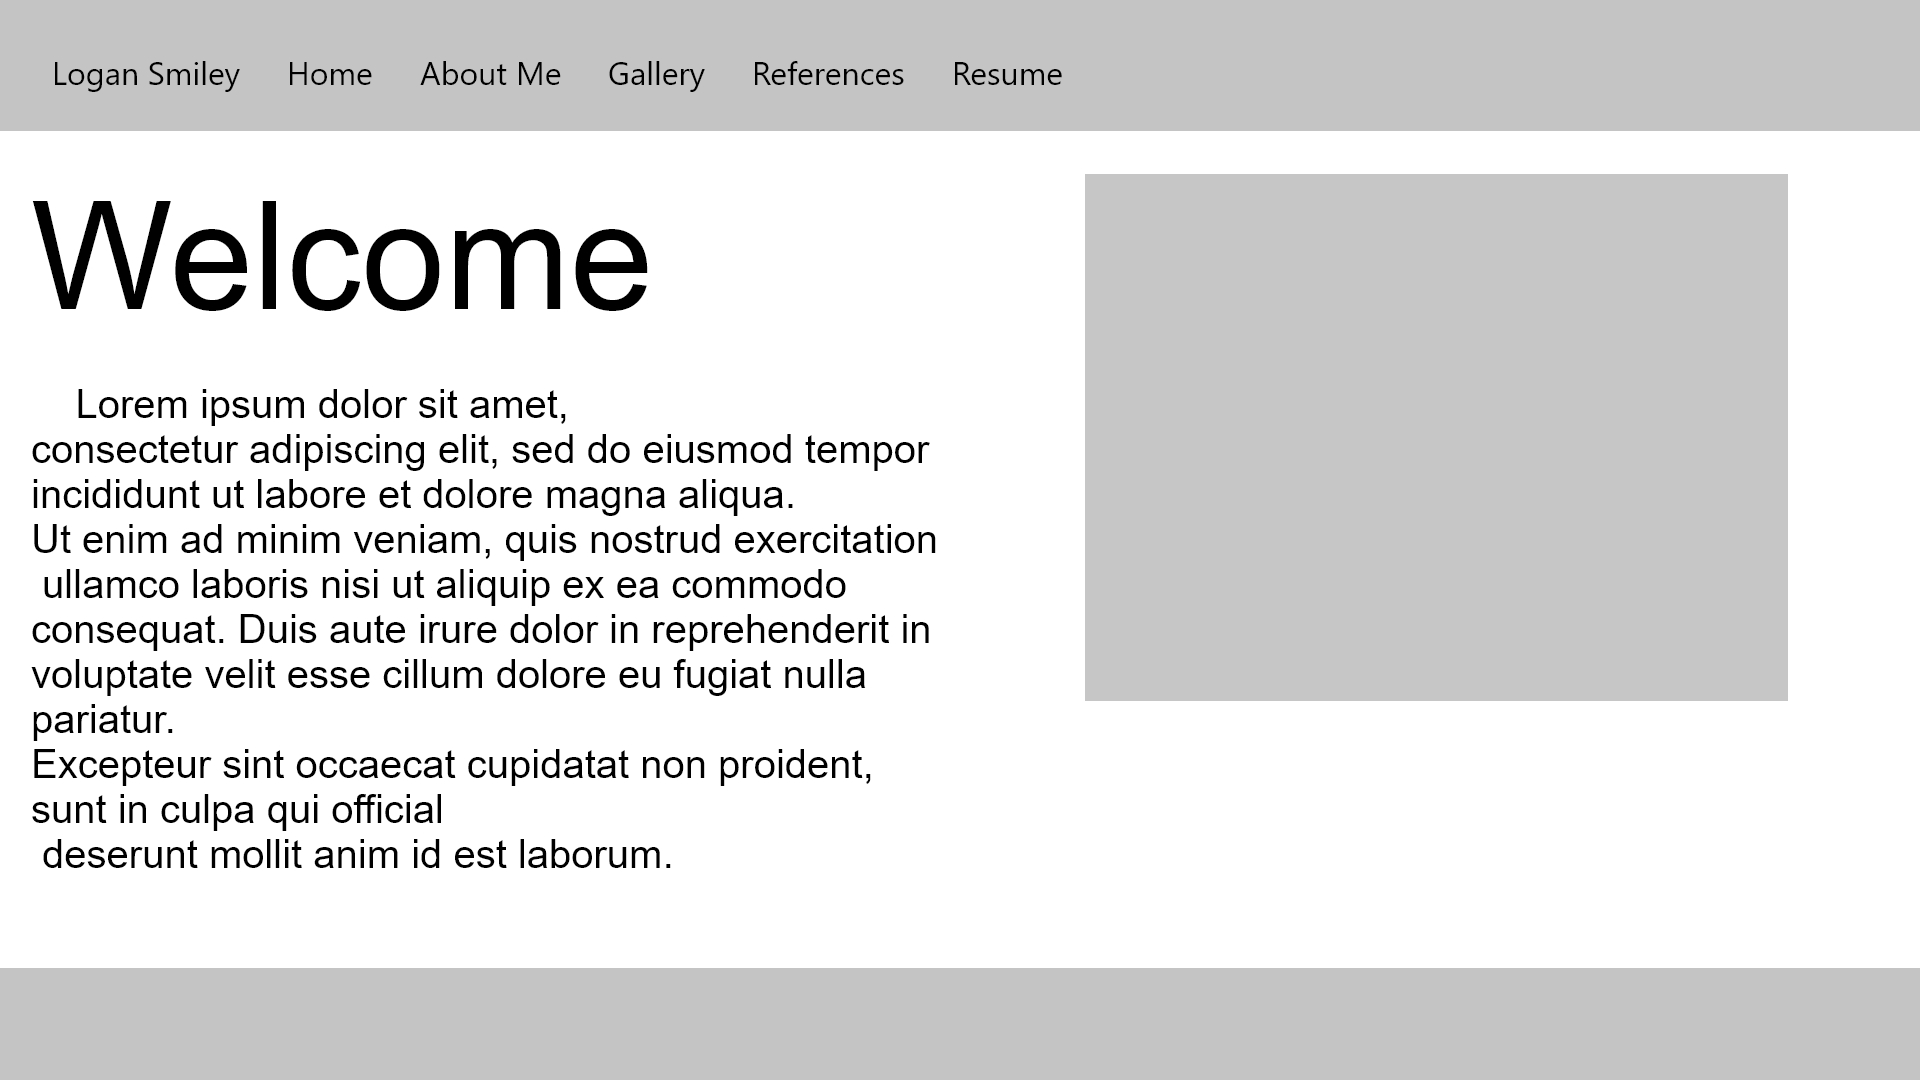 Logan Smiley Home About Me Gallery References Resume
Welcome
Lorem ipsum dolor sit amet,
consectetur adipiscing elit, sed do eiusmod tempor
incididunt ut labore et dolore magna aliqua.
Ut enim ad minim veniam, quis nostrud exercitation
ullamco laboris nisi ut aliquip ex ea commodo
consequat. Duis aute irure dolor in reprehenderit in
voluptate velit esse cillum dolore eu fugiat nulla
pariatur.
Excepteur sint occaecat cupidatat non proident,
sunt in culpa qui official
deserunt mollit anim id est laborum.